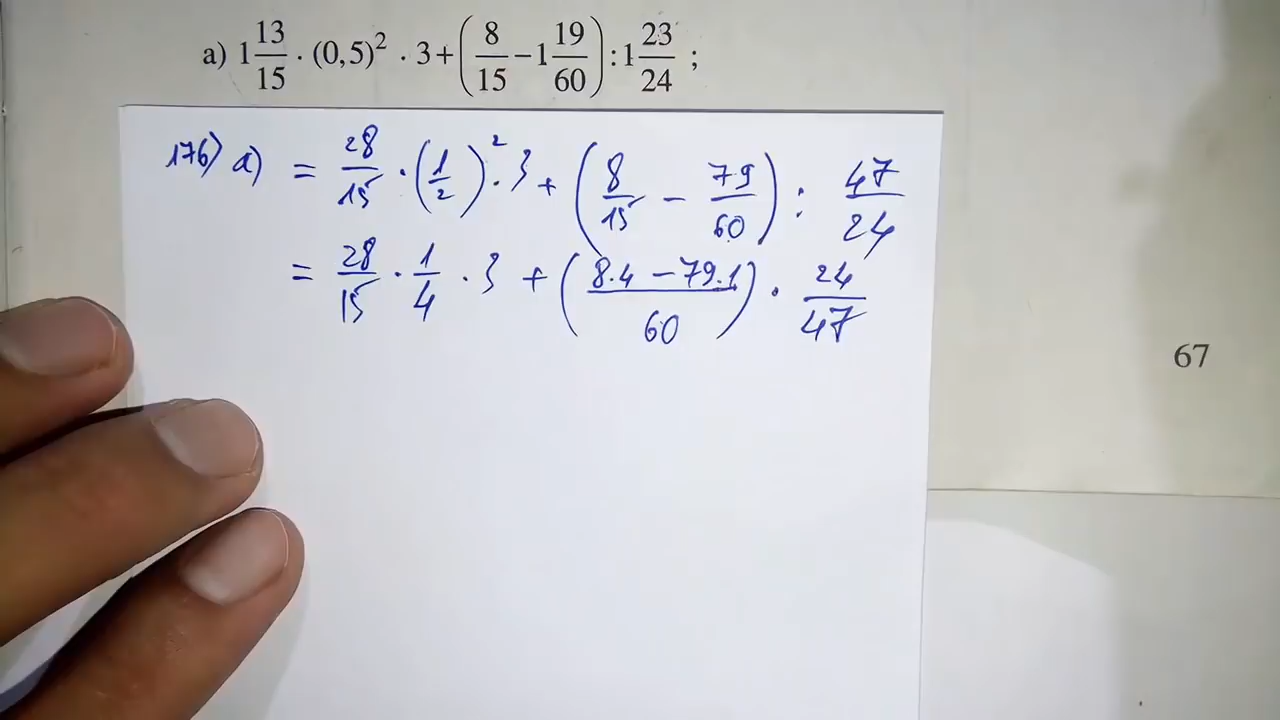 a) 1 13/15 · (0,5)² · 3 + (8/15 − 1 19/60) : 1 23/24 ;
176) a) = 28/15 · (1/2)² · 3 + (8/15 − 79/60) : 47/24
= 28/15 · 1/4 · 3 + (8.4 − 79.1 / 60) · 24/47
67